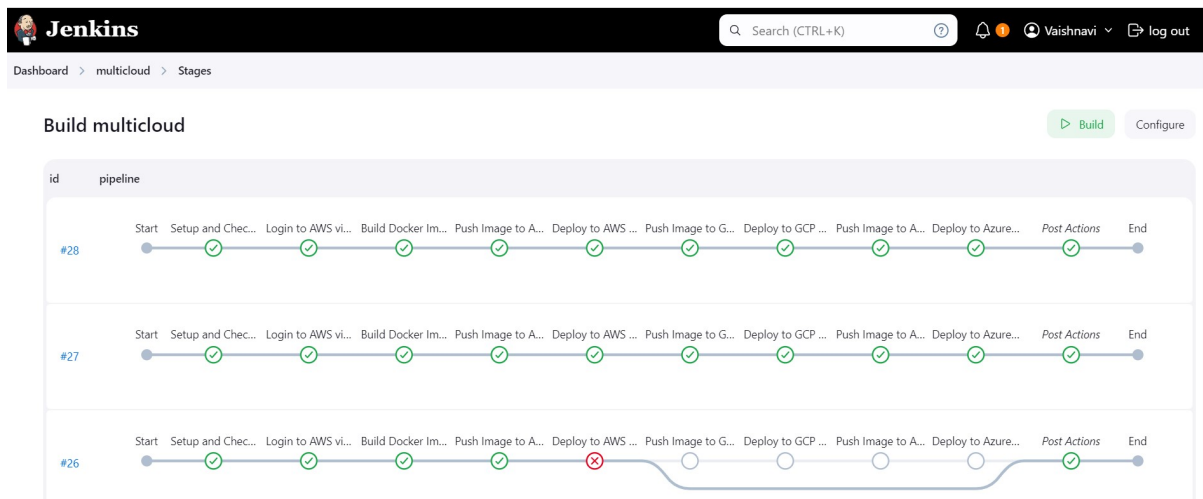 Jenkins
Search (CTRL+K)
1
Vaishnavi
log out
Dashboard > multicloud > Stages
Build multicloud
Build
Configure
id pipeline
Start Setup and Chec... Login to AWS vi... Build Docker Im... Push Image to A... Deploy to AWS ... Push Image to G... Deploy to GCP ... Push Image to A... Deploy to Azure... Post Actions End
#28
Start Setup and Chec... Login to AWS vi... Build Docker Im... Push Image to A... Deploy to AWS ... Push Image to G... Deploy to GCP ... Push Image to A... Deploy to Azure... Post Actions End
#27
Start Setup and Chec... Login to AWS vi... Build Docker Im... Push Image to A... Deploy to AWS ... Push Image to G... Deploy to GCP ... Push Image to A... Deploy to Azure... Post Actions End
#26